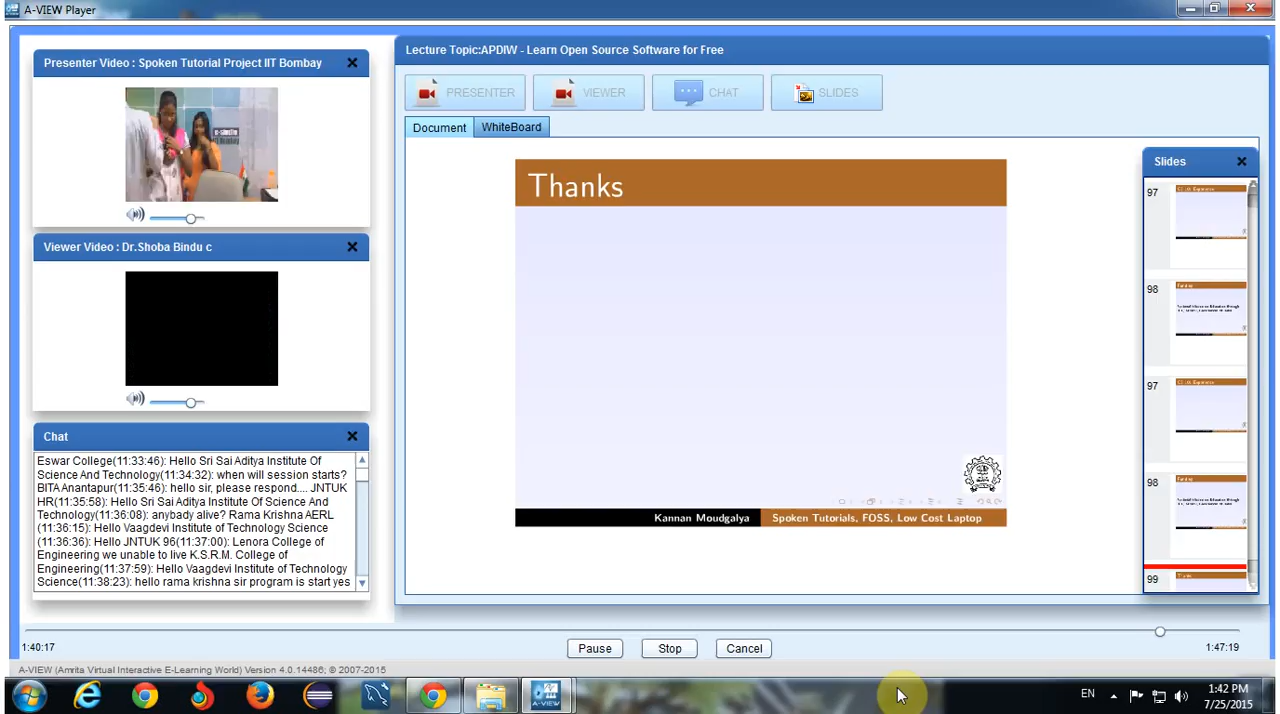 A-VIEW Player
Presenter Video : Spoken Tutorial Project IIT Bombay
Viewer Video : Dr.Shoba Bindu c
Chat
Eswar College(11:33:46): Hello Sri Sai Aditya Institute Of
Science And Technology(11:34:32): when will session starts?
BITA Anantapur(11:35:46): hello sir, please respond.... JNTUK
HR(11:35:58): Hello Sri Sai Aditya Institute Of Science And
Technology(11:36:08): anybady alive? Rama Krishna AERL
(11:36:15): Hello Vaagdevi Institute of Technology Science
(11:36:36): Hello JNTUK 96(11:37:00): Lenora College of
Engineering we unable to live K.S.R.M. College of
Engineering(11:37:59): Hello Vaagdevi Institute of Technology
Science(11:38:23): hello rama krishna sir program is start yes
Lecture Topic:APDIW - Learn Open Source Software for Free
PRESENTER
VIEWER
CHAT
SLIDES
Document
WhiteBoard
Thanks
Kannan Moudgalya
Spoken Tutorials, FOSS, Low Cost Laptop
Slides
97
98
Funding
97
98
Funding
99
Thanks
1:40:17
1:47:19
Pause
Stop
Cancel
A-VIEW (Amrita Virtual Interactive E-Learning World) Version 4.0.14486; © 2007-2015
A-VIEW
EN
1:42 PM
7/25/2015